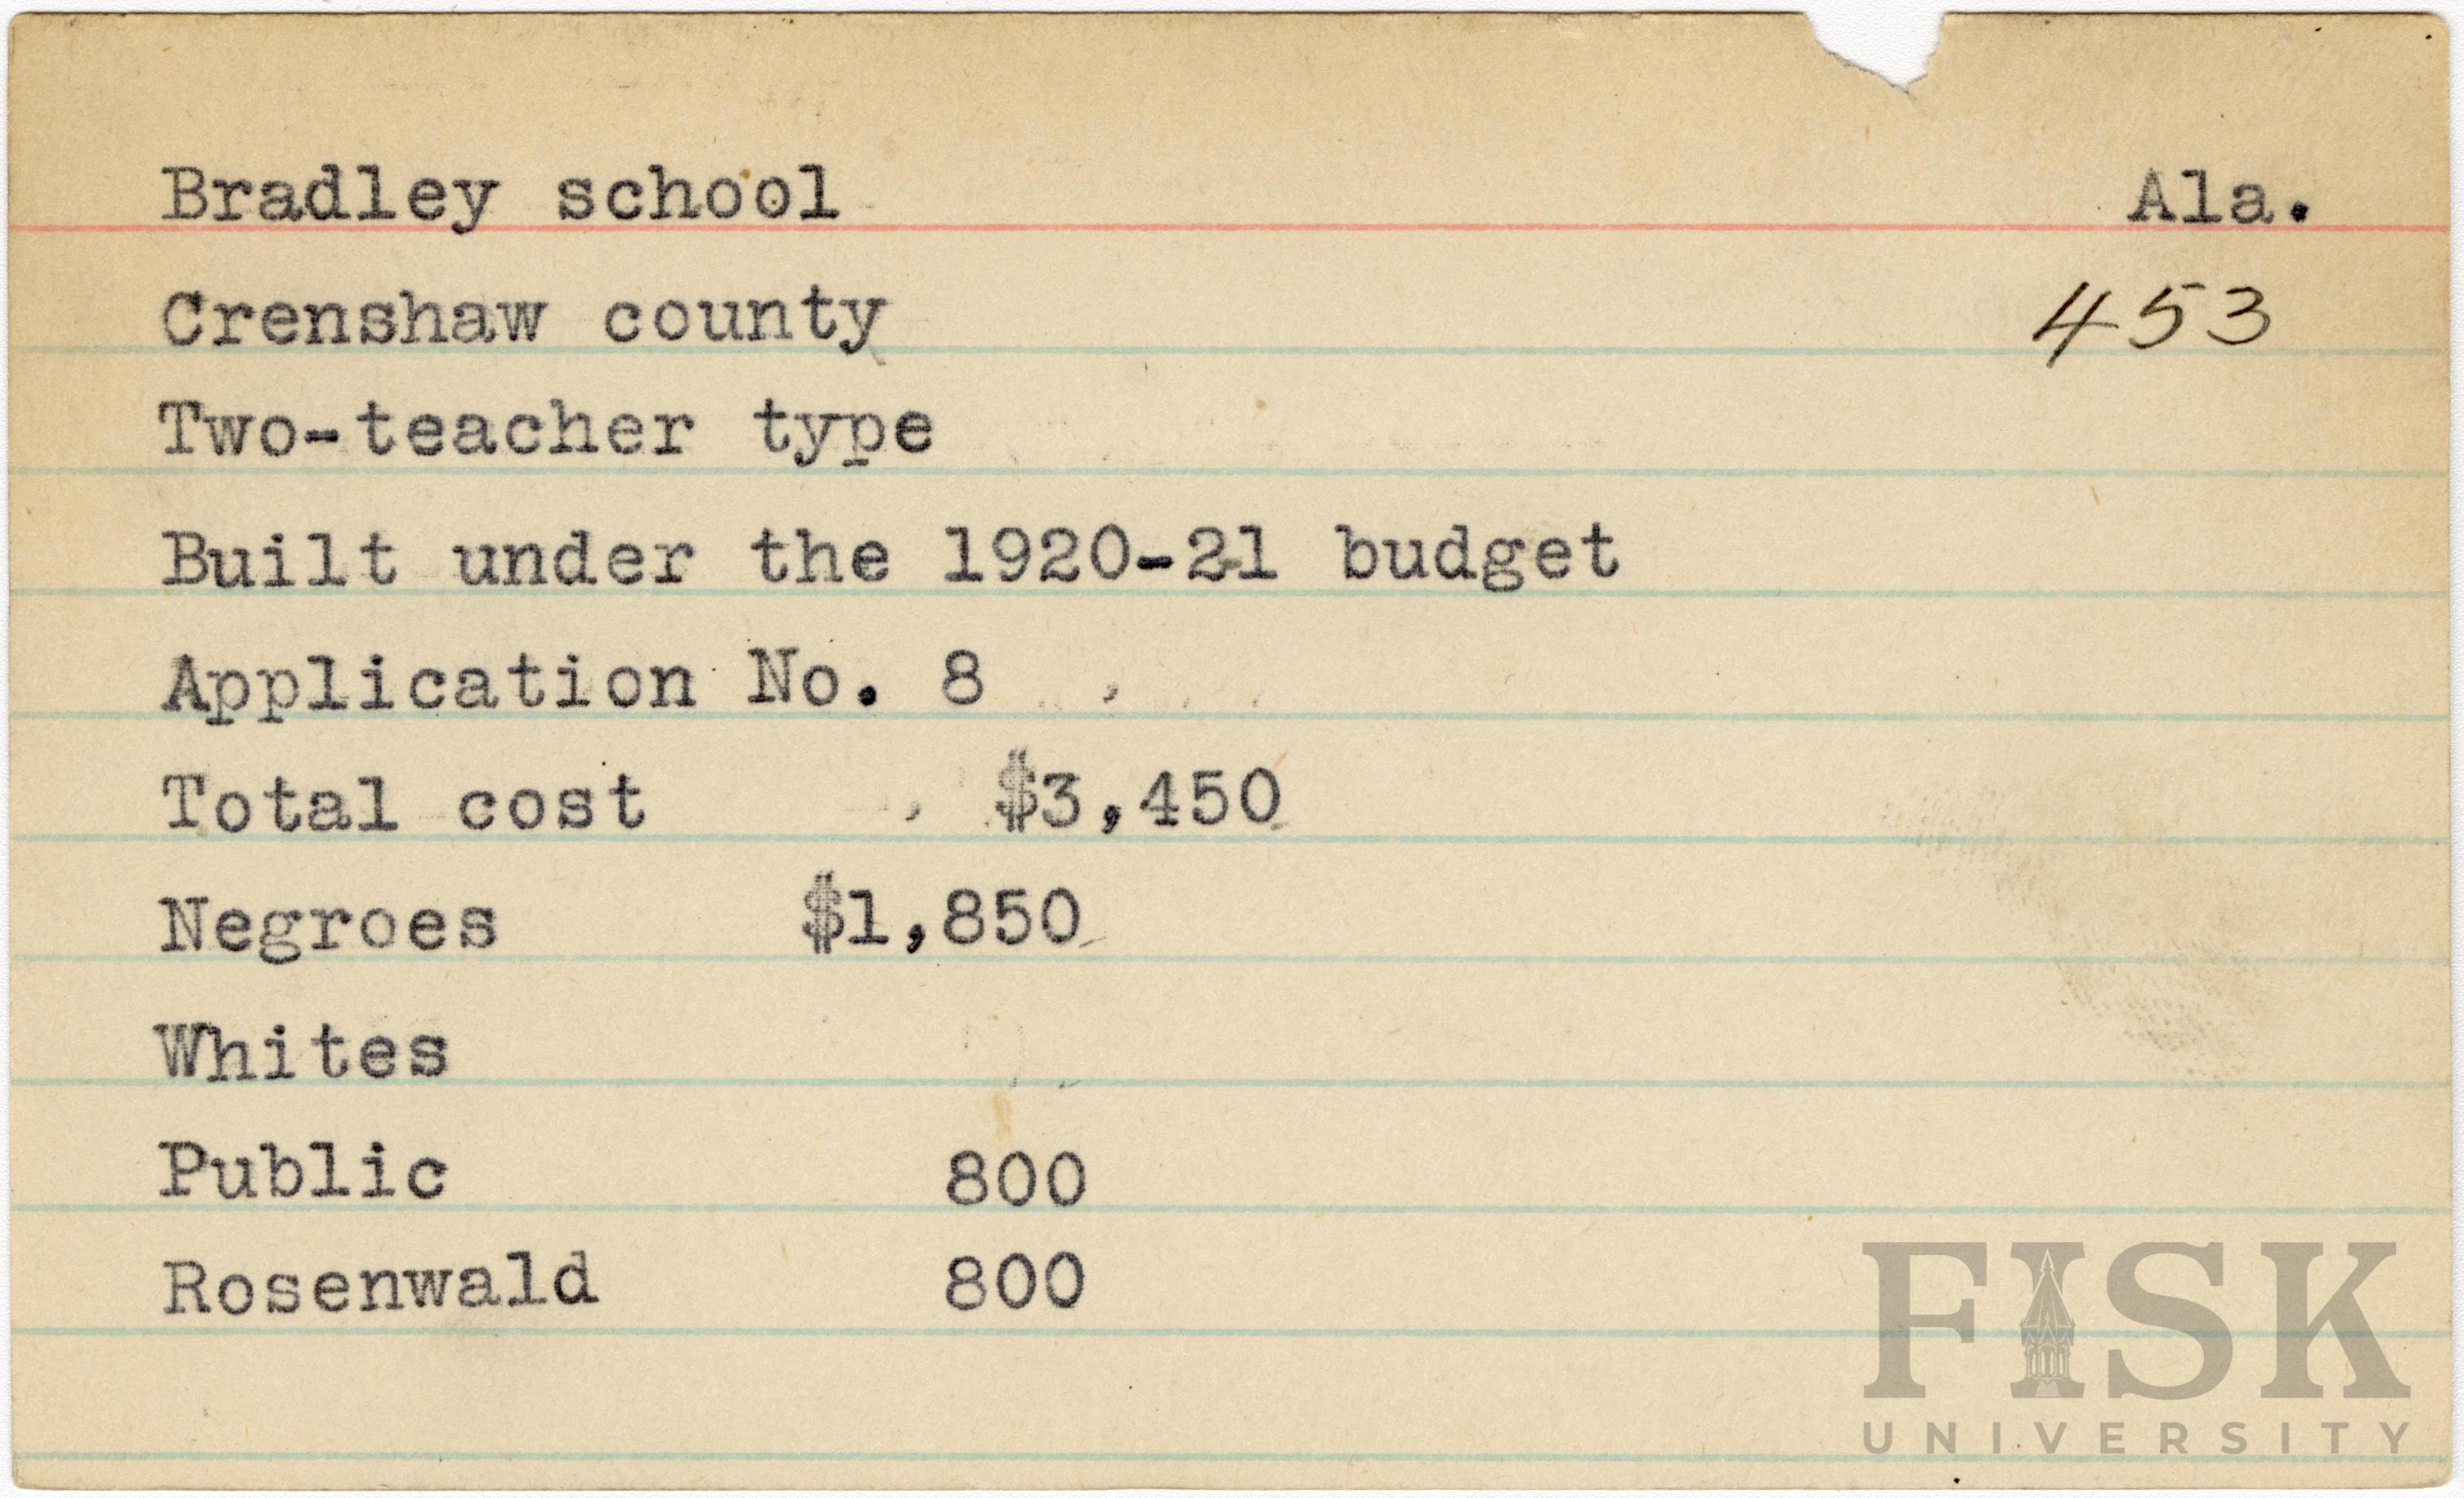 Bradley school Ala.
Crenshaw county 453
Two-teacher type
Built under the 1920-21 budget
Application No. 8
Total cost $3,450
Negroes $1,850
Whites
Public 800
Rosenwald 800
FISK
UNIVERSITY